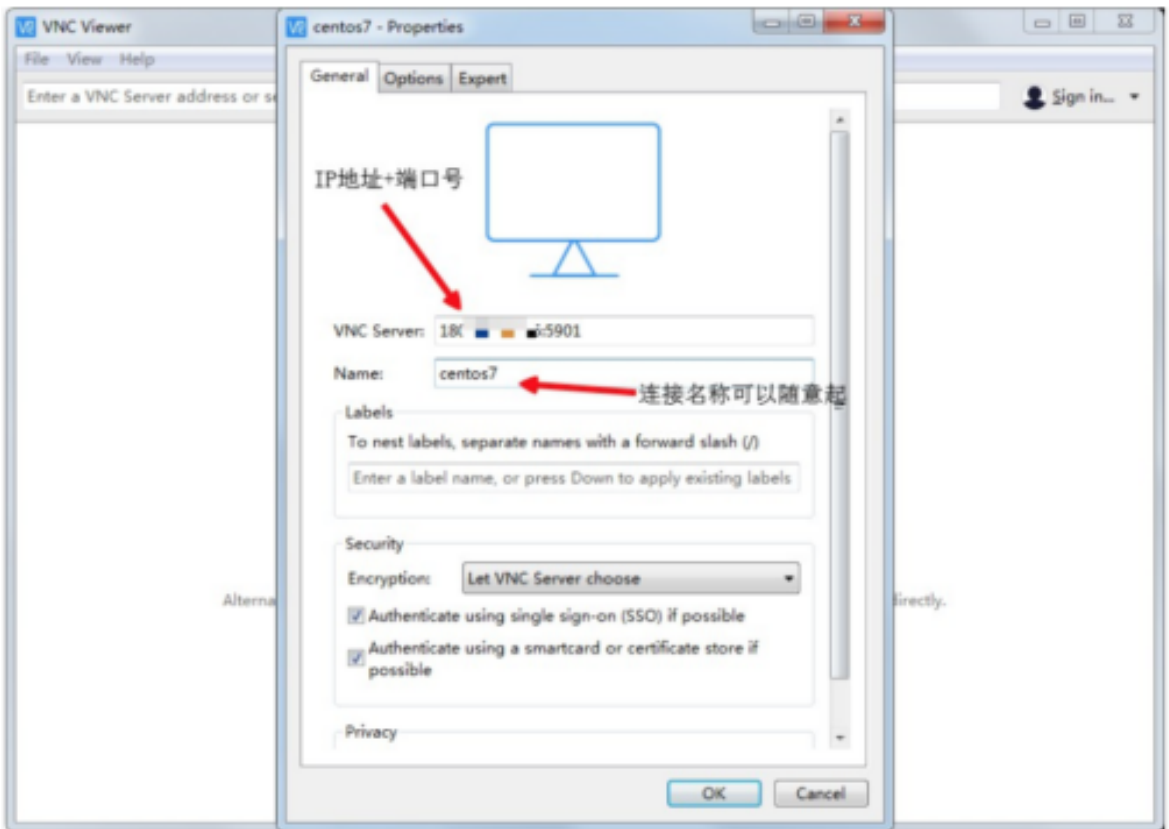 VNC Viewer
centos7 - Properties
File View Help
General Options Expert
Enter a VNC Server address or se
Sign in...
IP地址+端口号
VNC Server: 18 :5901
Name: centos7
连接名称可以随意起
Labels
To nest labels, separate names with a forward slash (/)
Enter a label name, or press Down to apply existing labels
Security
Encryption: Let VNC Server choose
Alterna
directly.
Authenticate using single sign-on (SSO) if possible
Authenticate using a smartcard or certificate store if
possible
Privacy
OK Cancel